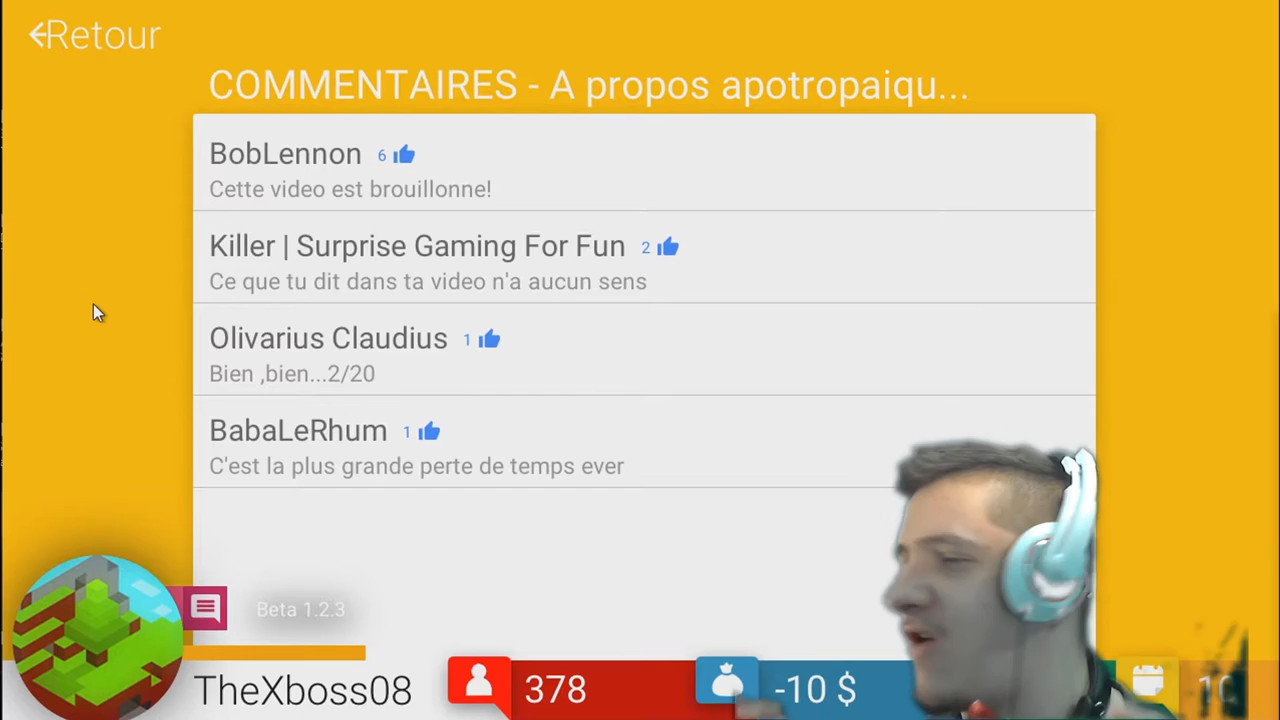 Retour
COMMENTAIRES - A propos apotropaiqu...
BobLennon 6
Cette video est brouillonne!
Killer | Surprise Gaming For Fun 2
Ce que tu dit dans ta video n'a aucun sens
Olivarius Claudius 1
Bien ,bien...2/20
BabaLeRhum 1
C'est la plus grande perte de temps ever
Beta 1.2.3
TheXboss08 378 -10 $